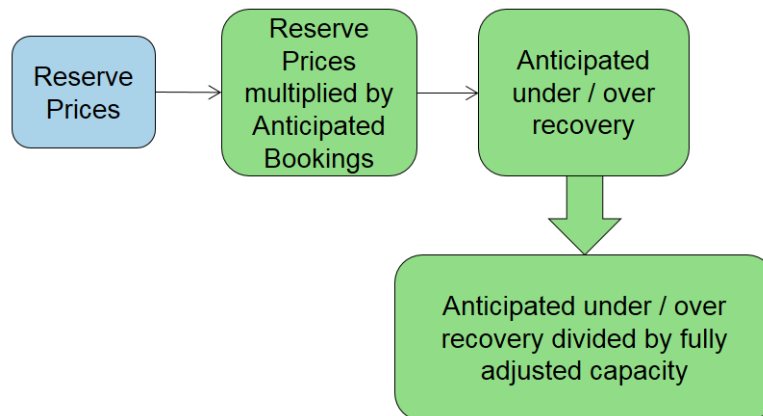 Reserve
Prices
Reserve
Prices
multiplied by
Anticipated
Bookings
Anticipated
under / over
recovery
Anticipated under / over
recovery divided by fully
adjusted capacity